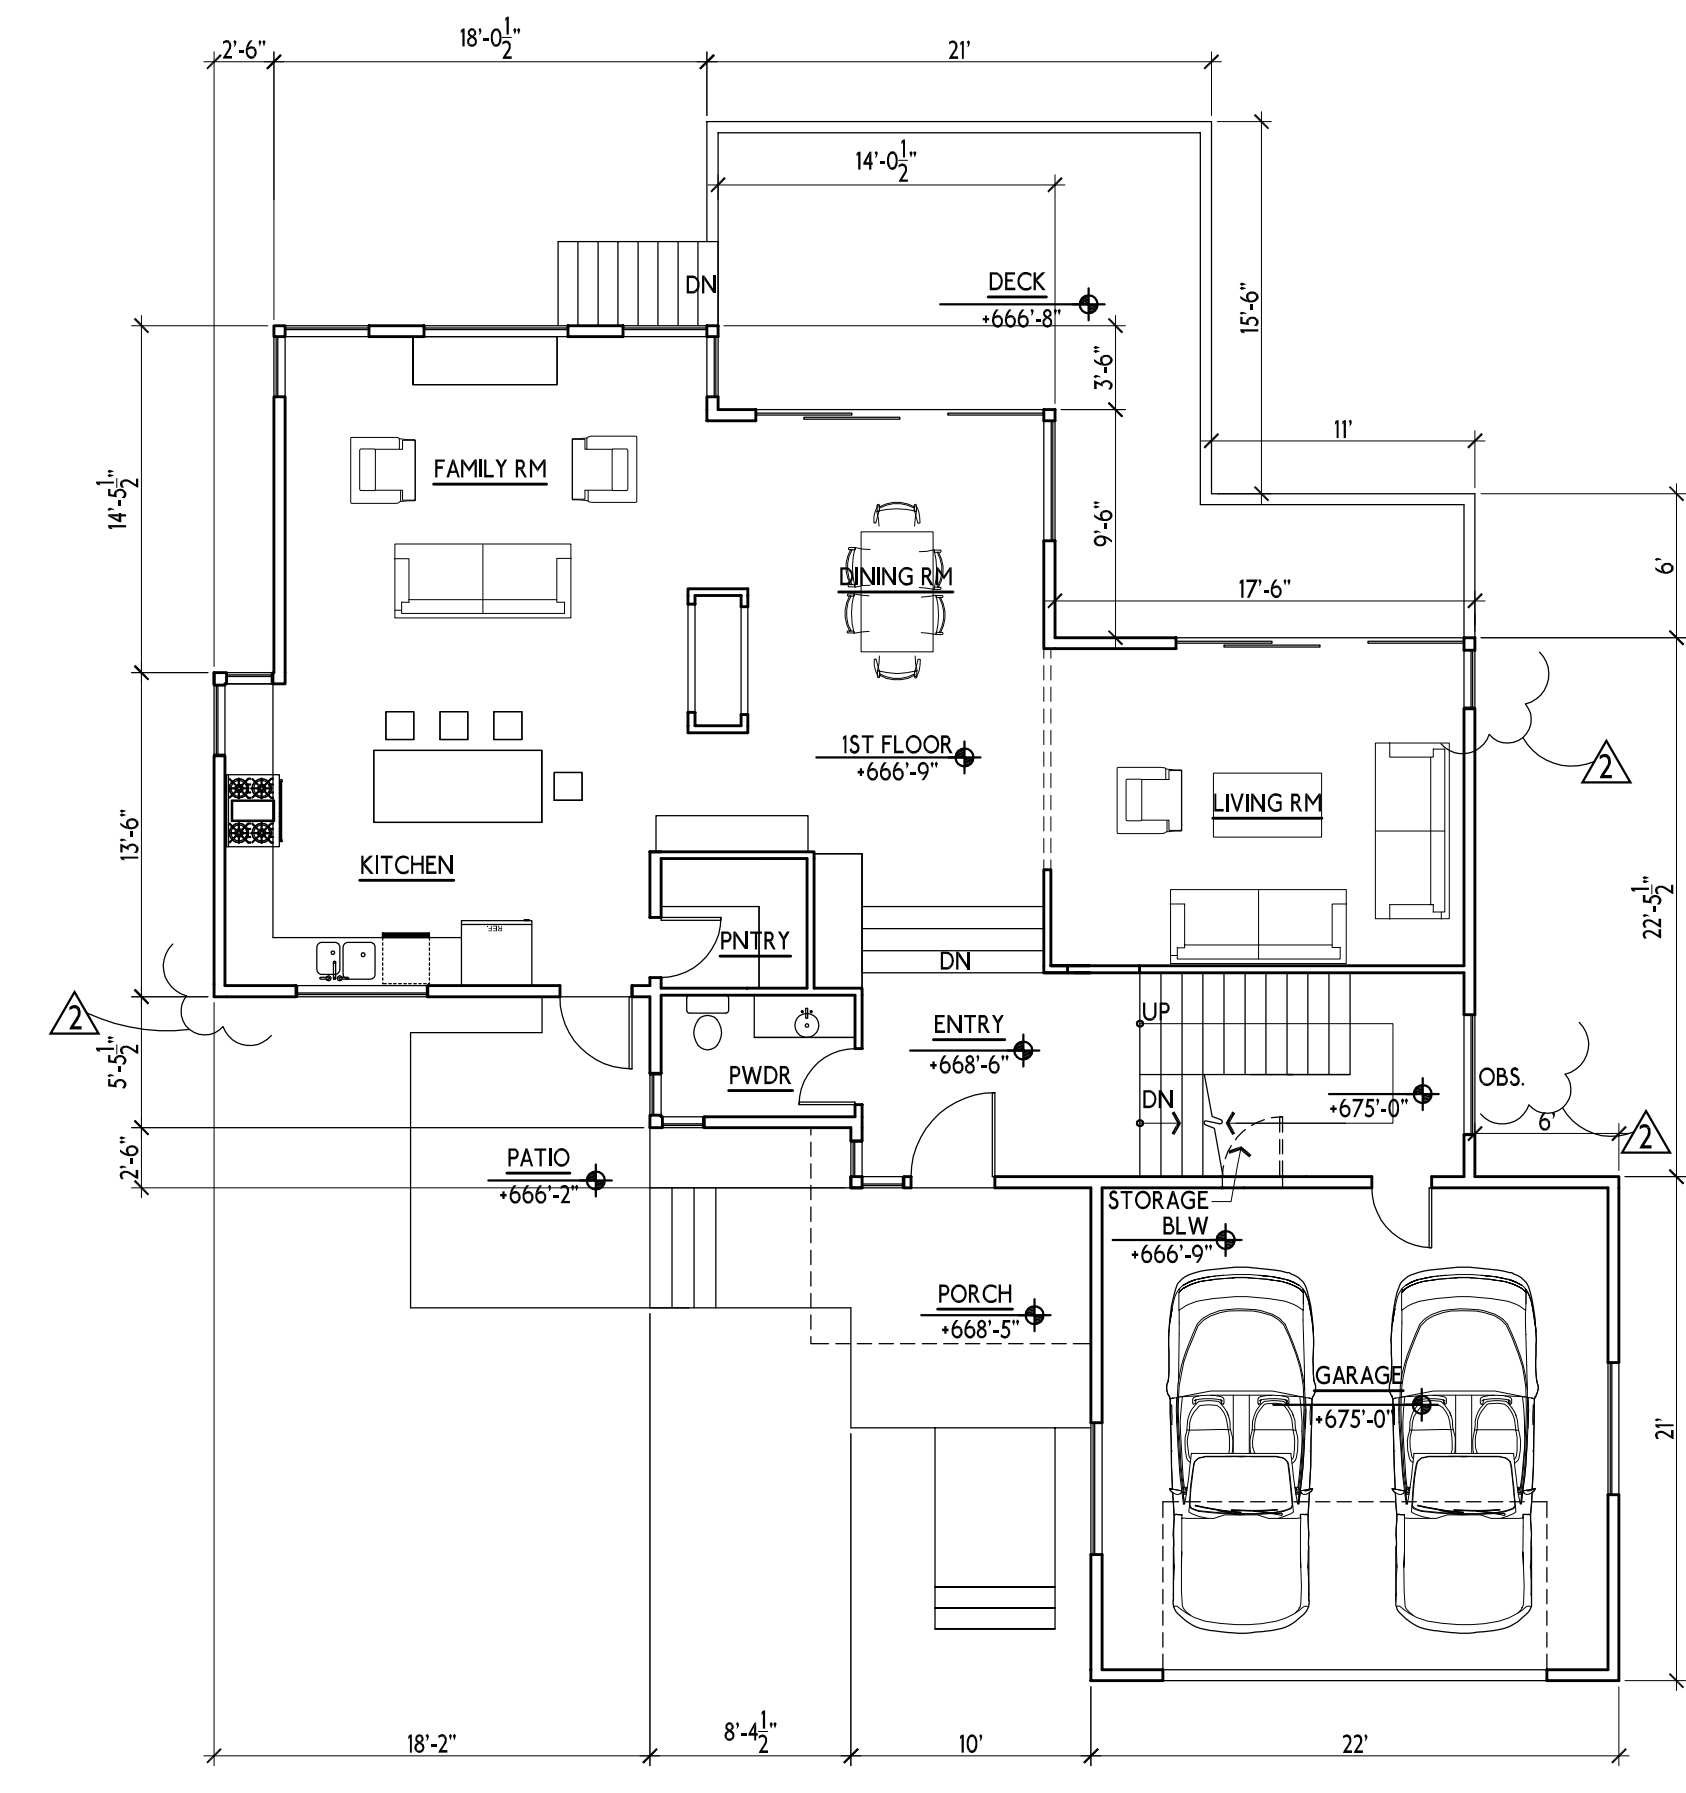 2'-6"
18'-0 1/2"
21'
14'-0 1/2"
DN
DECK
+666'-8"
15'-6"
3'-6"
11'
FAMILY RM
14'-5 1/2"
9'-6"
6'
DINING RM
17'-6"
1ST FLOOR
+666'-9"
2
LIVING RM
13'-6"
KITCHEN
22'-5 1/2"
REF.
PNTRY
DN
2
UP
ENTRY
+668'-6"
5'-5 1/2"
PWDR
OBS.
DN
+675'-0"
6'
2
PATIO
+666'-2"
2'-6"
STORAGE
BLW
+666'-9"
PORCH
+668'-5"
GARAGE
+675'-0"
21'
18'-2"
8'-4 1/2"
10'
22'